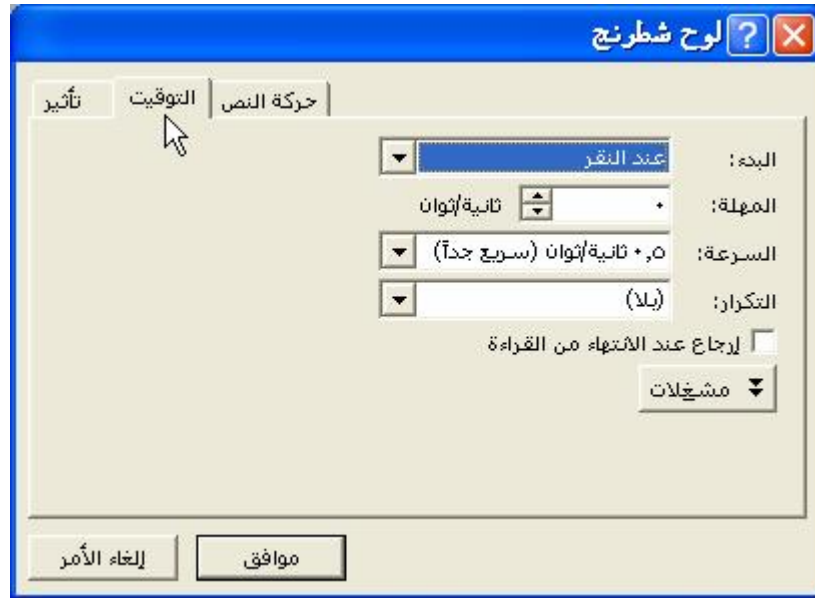 لوح شطرنج
تأثير التوقيت حركة النص
البدء: عند النقر
المهلة: ٠ ثانية/ثوان
السرعة: ٠,٥ ثانية/ثوان (سريع جداً)
التكرار: (بلا)
إرجاع عند الانتهاء من القراءة
مشغلات
موافق إلغاء الأمر